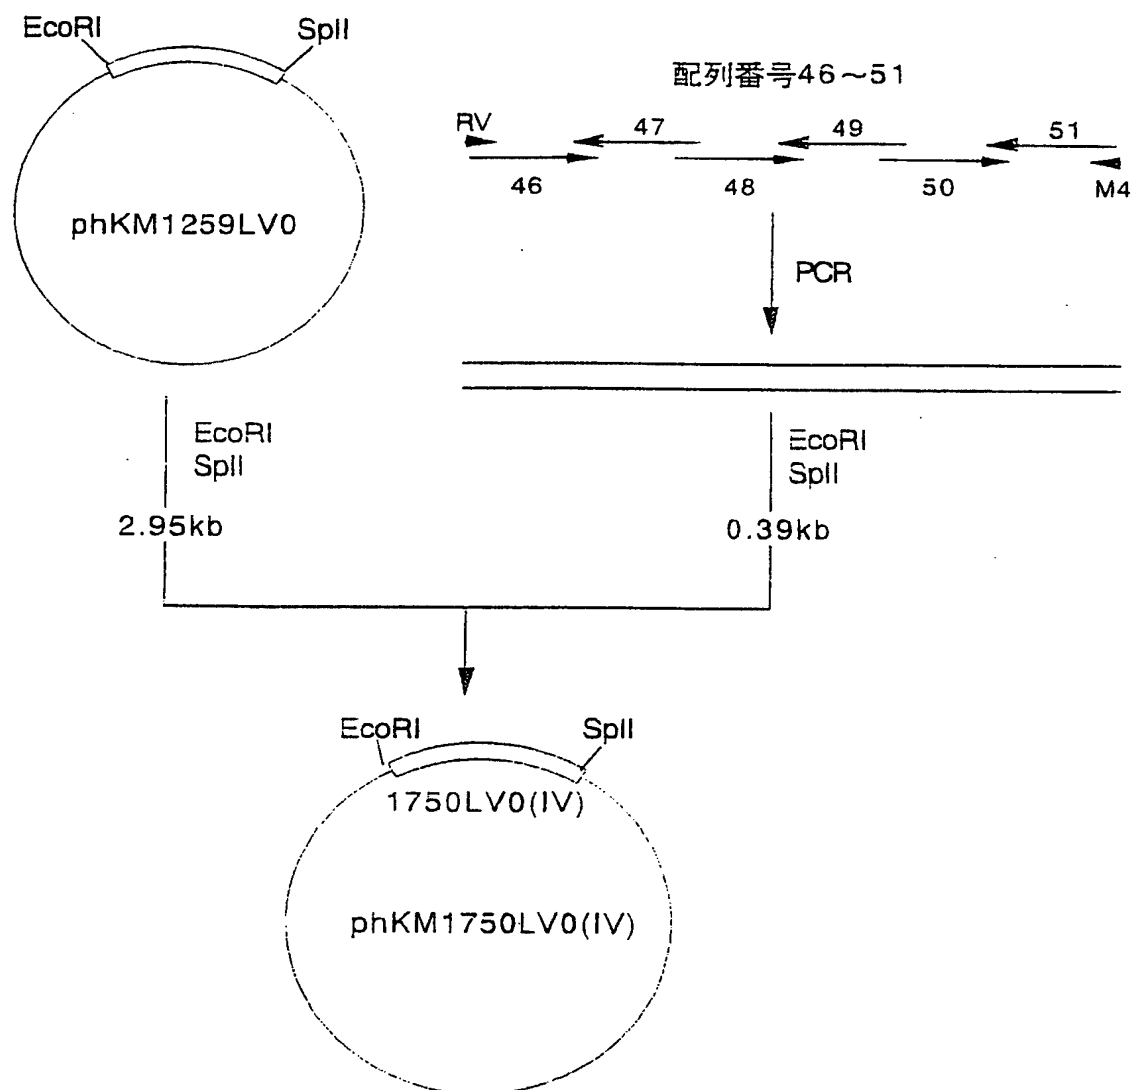 EcoRI
SplI
phKM1259LV0
配列番号46～51
RV
47
49
51
46
48
50
M4
PCR
EcoRI
SplI
2.95kb
EcoRI
SplI
0.39kb
EcoRI
SplI
1750LV0(IV)
phKM1750LV0(IV)